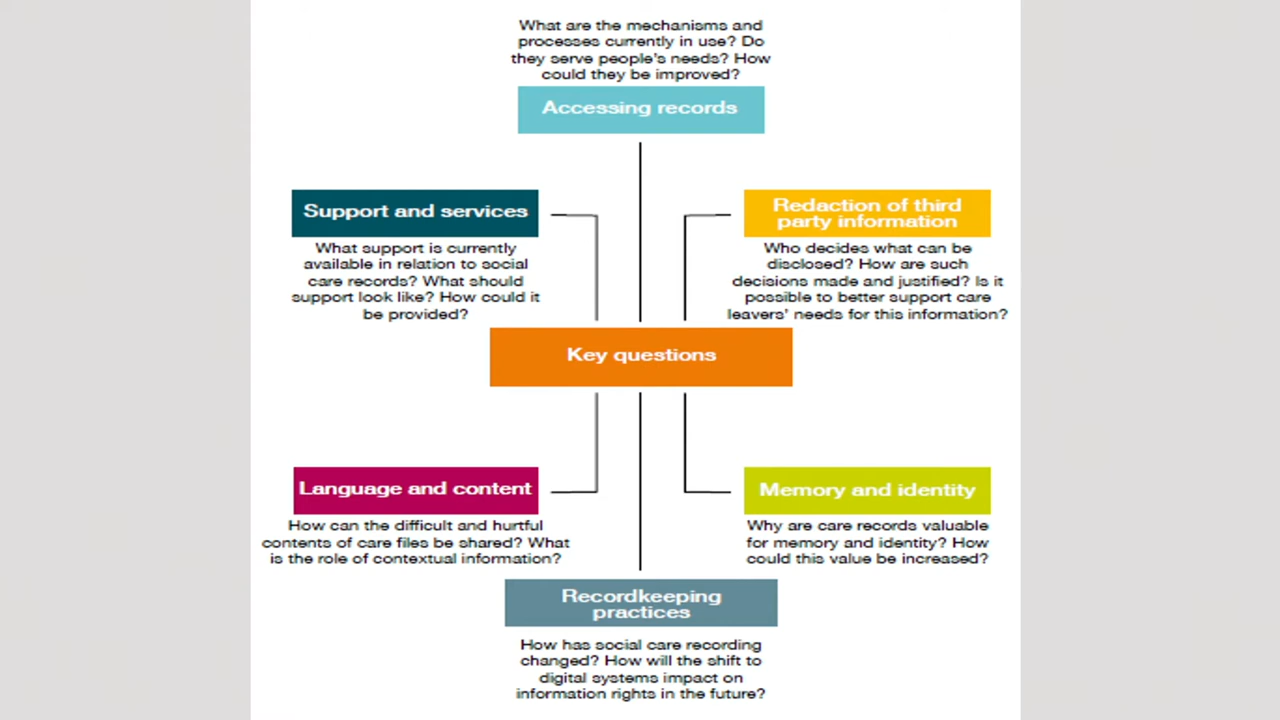 What are the mechanisms and
processes currently in use? Do
they serve people's needs? How
could they be improved?
Accessing records
Support and services
What support is currently
available in relation to social
care records? What should
support look like? How could it
be provided?
Redaction of third
party information
Who decides what can be
disclosed? How are such
decisions made and justified? Is it
possible to better support care
leavers' needs for this information?
Key questions
Language and content
How can the difficult and hurtful
contents of care files be shared? What
is the role of contextual information?
Memory and identity
Why are care records valuable
for memory and identity? How
could this value be increased?
Recordkeeping
practices
How has social care recording
changed? How will the shift to
digital systems impact on
information rights in the future?